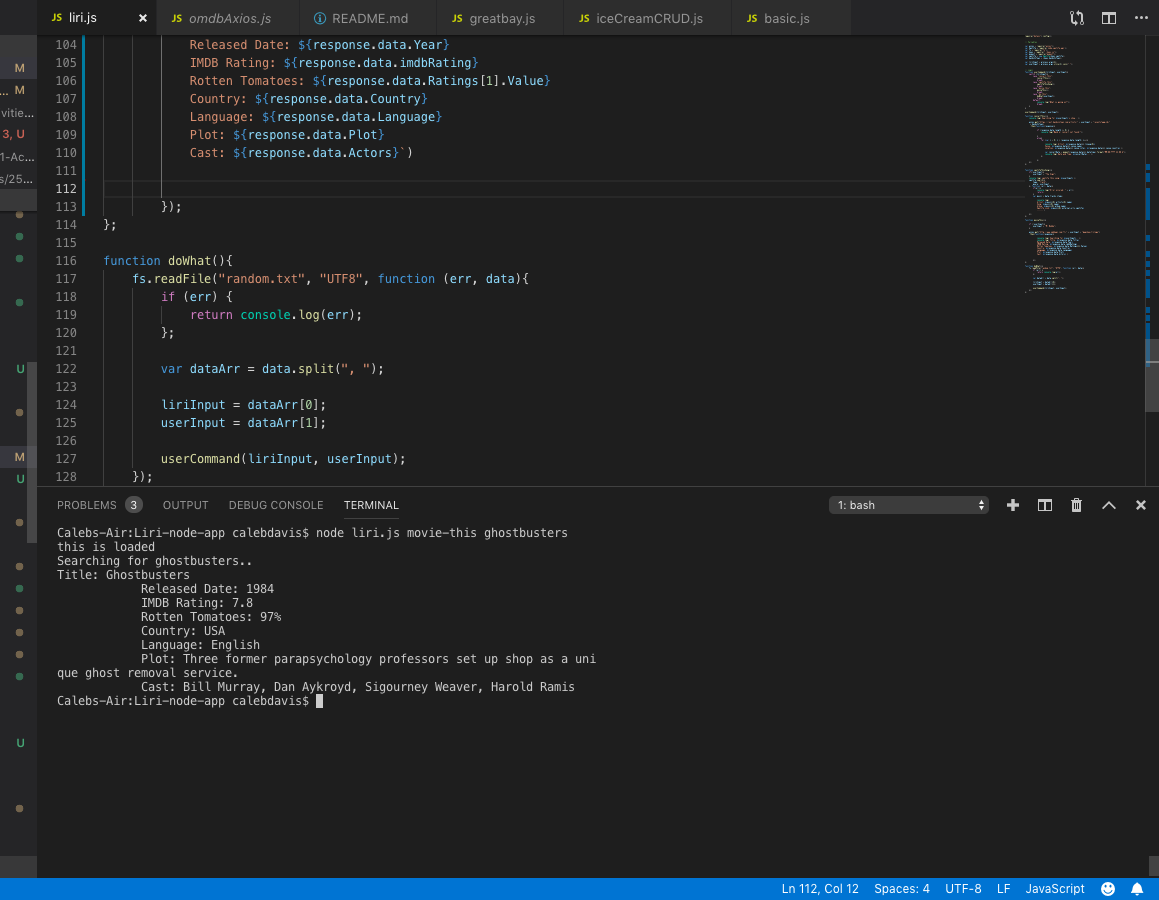 JS liri.js × JS omdbAxios.js README.md JS greatbay.js JS iceCreamCRUD.js JS basic.js
M
... M
vitie...
3, U
1-Ac...
s/25...
U
M
U
U
104 Released Date: ${response.data.Year}
105 IMDB Rating: ${response.data.imdbRating}
106 Rotten Tomatoes: ${response.data.Ratings[1].Value}
107 Country: ${response.data.Country}
108 Language: ${response.data.Language}
109 Plot: ${response.data.Plot}
110 Cast: ${response.data.Actors}`)
111
112
113 });
114 };
115
116 function doWhat(){
117 fs.readFile("random.txt", "UTF8", function (err, data){
118 if (err) {
119 return console.log(err);
120 };
121
122 var dataArr = data.split(", ");
123
124 liriInput = dataArr[0];
125 userInput = dataArr[1];
126
127 userCommand(liriInput, userInput);
128 });
PROBLEMS 3 OUTPUT DEBUG CONSOLE TERMINAL 1: bash
Calebs-Air:Liri-node-app calebdavis$ node liri.js movie-this ghostbusters
this is loaded
Searching for ghostbusters..
Title: Ghostbusters
Released Date: 1984
IMDB Rating: 7.8
Rotten Tomatoes: 97%
Country: USA
Language: English
Plot: Three former parapsychology professors set up shop as a uni
que ghost removal service.
Cast: Bill Murray, Dan Aykroyd, Sigourney Weaver, Harold Ramis
Calebs-Air:Liri-node-app calebdavis$
Ln 112, Col 12 Spaces: 4 UTF-8 LF JavaScript